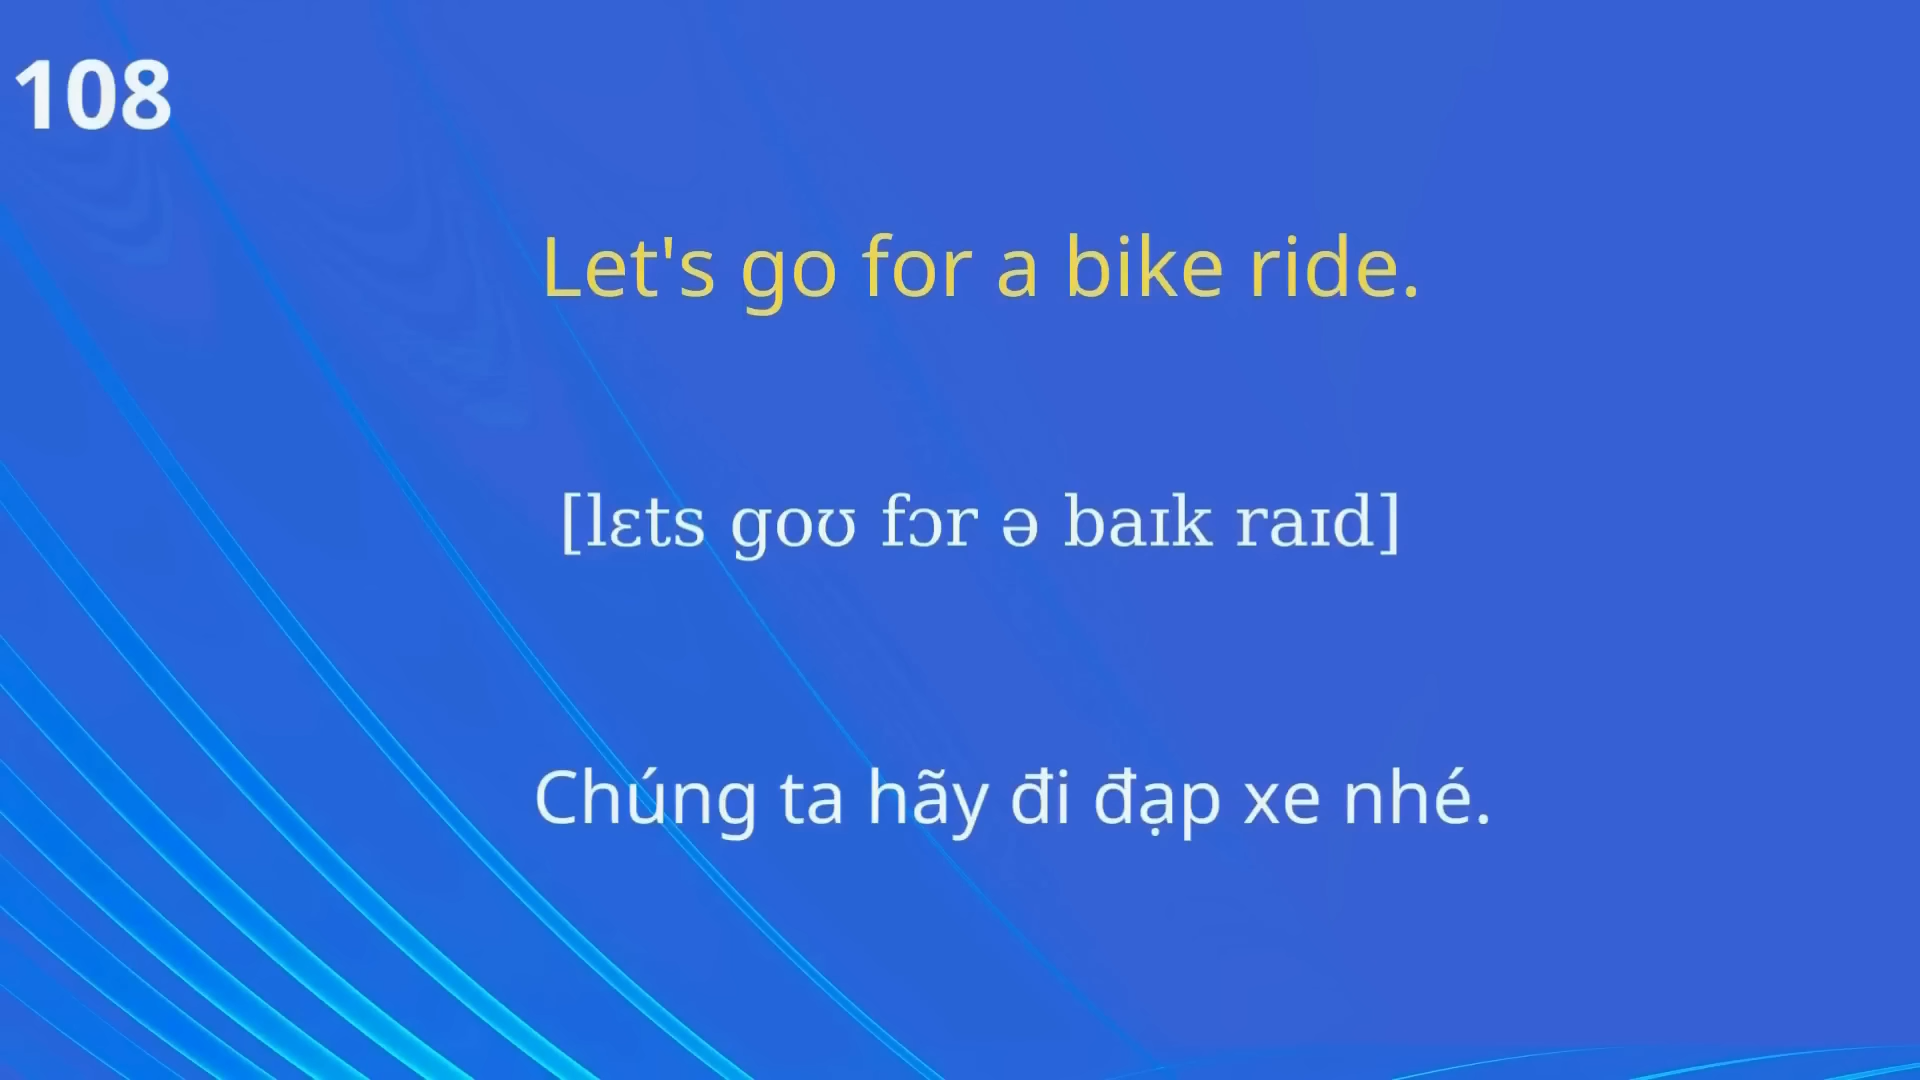 108
Let's go for a bike ride.
[lɛts goʊ fɔr ə baɪk raɪd]
Chúng ta hãy đi đạp xe nhé.